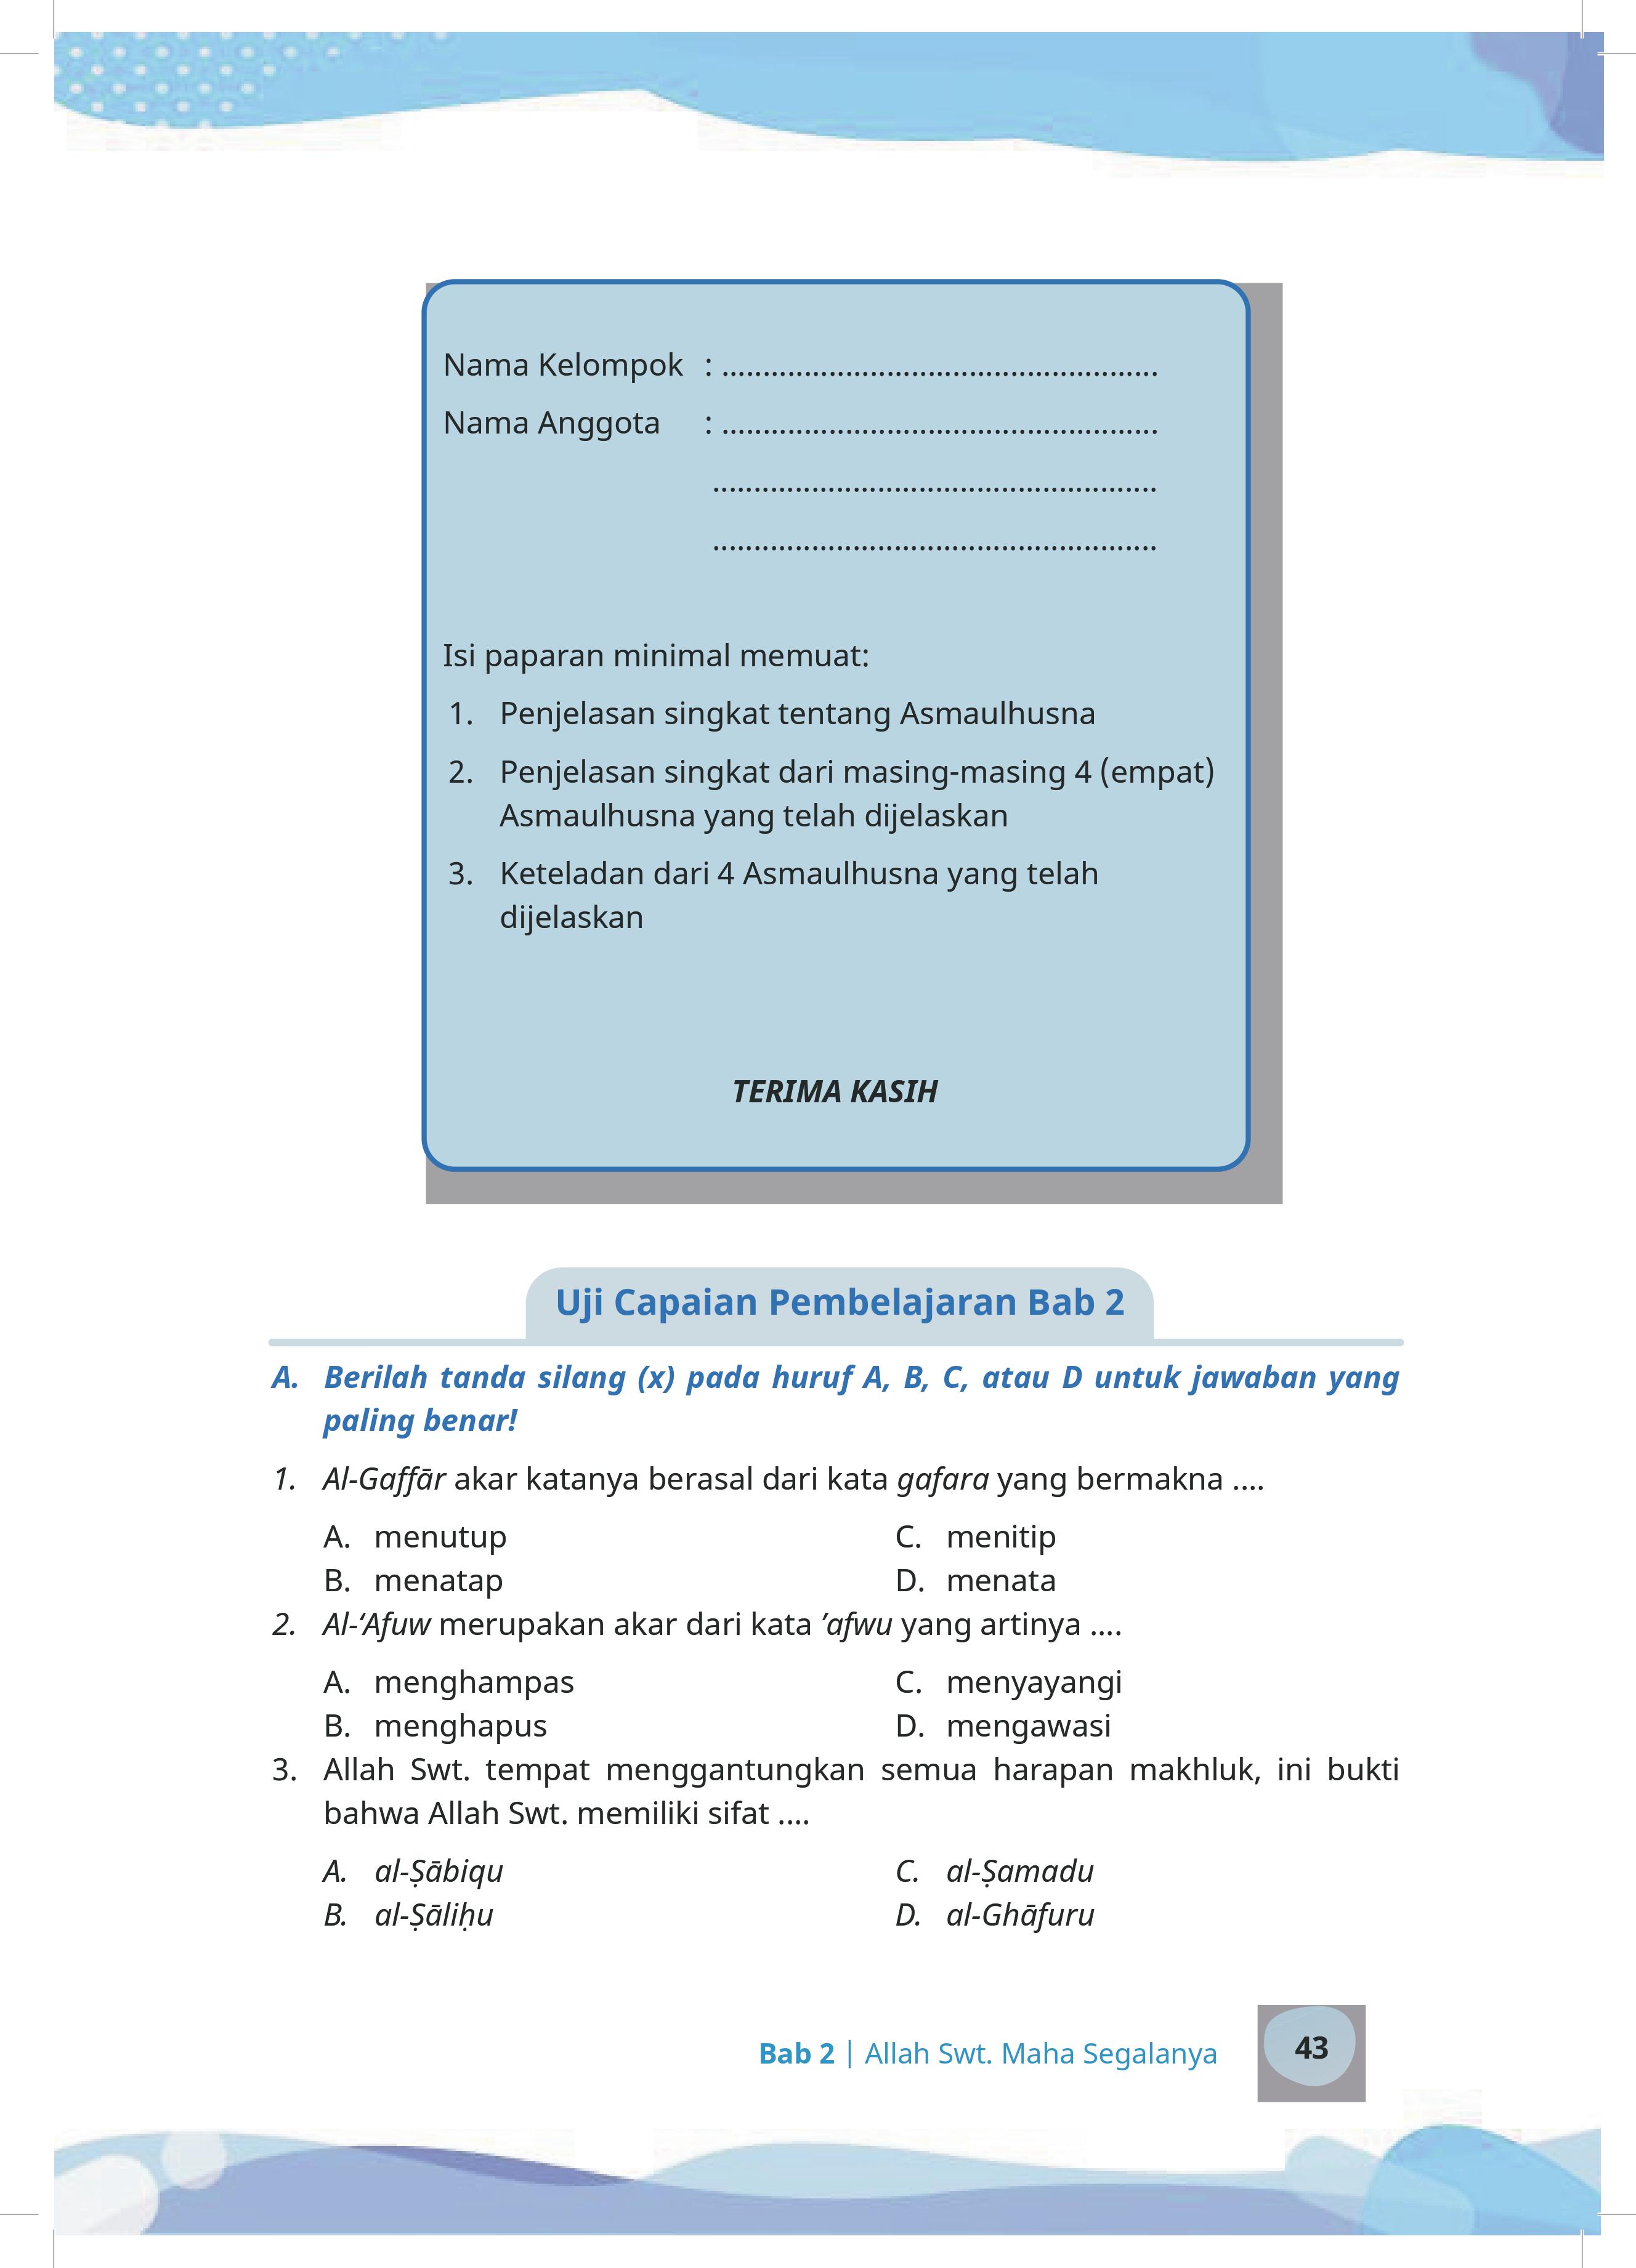 Nama Kelompok : .....................................................
Nama Anggota : .....................................................
......................................................
......................................................
Isi paparan minimal memuat:
1. Penjelasan singkat tentang Asmaulhusna
2. Penjelasan singkat dari masing-masing 4 (empat)
Asmaulhusna yang telah dijelaskan
3. Keteladan dari 4 Asmaulhusna yang telah
dijelaskan
TERIMA KASIH
Uji Capaian Pembelajaran Bab 2
A. Berilah tanda silang (x) pada huruf A, B, C, atau D untuk jawaban yang
paling benar!
1. Al-Gaffār akar katanya berasal dari kata gafara yang bermakna ....
A. menutup C. menitip
B. menatap D. menata
2. Al-‘Afuw merupakan akar dari kata ’afwu yang artinya ....
A. menghampas C. menyayangi
B. menghapus D. mengawasi
3. Allah Swt. tempat menggantungkan semua harapan makhluk, ini bukti
bahwa Allah Swt. memiliki sifat ....
A. al-Ṣābiqu C. al-Ṣamadu
B. al-Ṣāliḥu D. al-Ghāfuru
Bab 2 | Allah Swt. Maha Segalanya 43